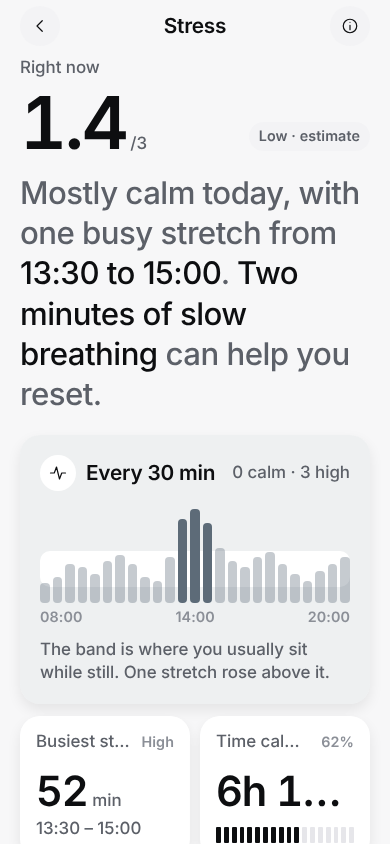 Stress
Right now
1.4 /3
Low · estimate
Mostly calm today, with
one busy stretch from
13:30 to 15:00. Two
minutes of slow
breathing can help you
reset.
Every 30 min
0 calm · 3 high
08:00 14:00 20:00
The band is where you usually sit
while still. One stretch rose above it.
Busiest st... High
52 min
13:30 – 15:00
Time cal... 62%
6h 1...